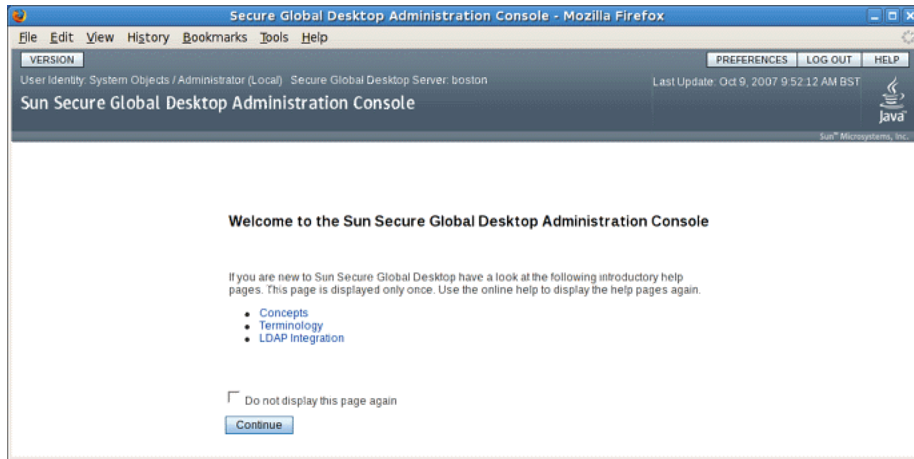 Secure Global Desktop Administration Console - Mozilla Firefox
File Edit View History Bookmarks Tools Help
VERSION PREFERENCES LOG OUT HELP
User Identity: System Objects / Administrator (Local) Secure Global Desktop Server: boston Last Update: Oct 9, 2007 9:52:12 AM BST
Sun Secure Global Desktop Administration Console
Java
Sun™ Microsystems, Inc.
Welcome to the Sun Secure Global Desktop Administration Console
If you are new to Sun Secure Global Desktop have a look at the following introductory help
pages. This page is displayed only once. Use the online help to display the help pages again.
Concepts
Terminology
LDAP Integration
Do not display this page again
Continue